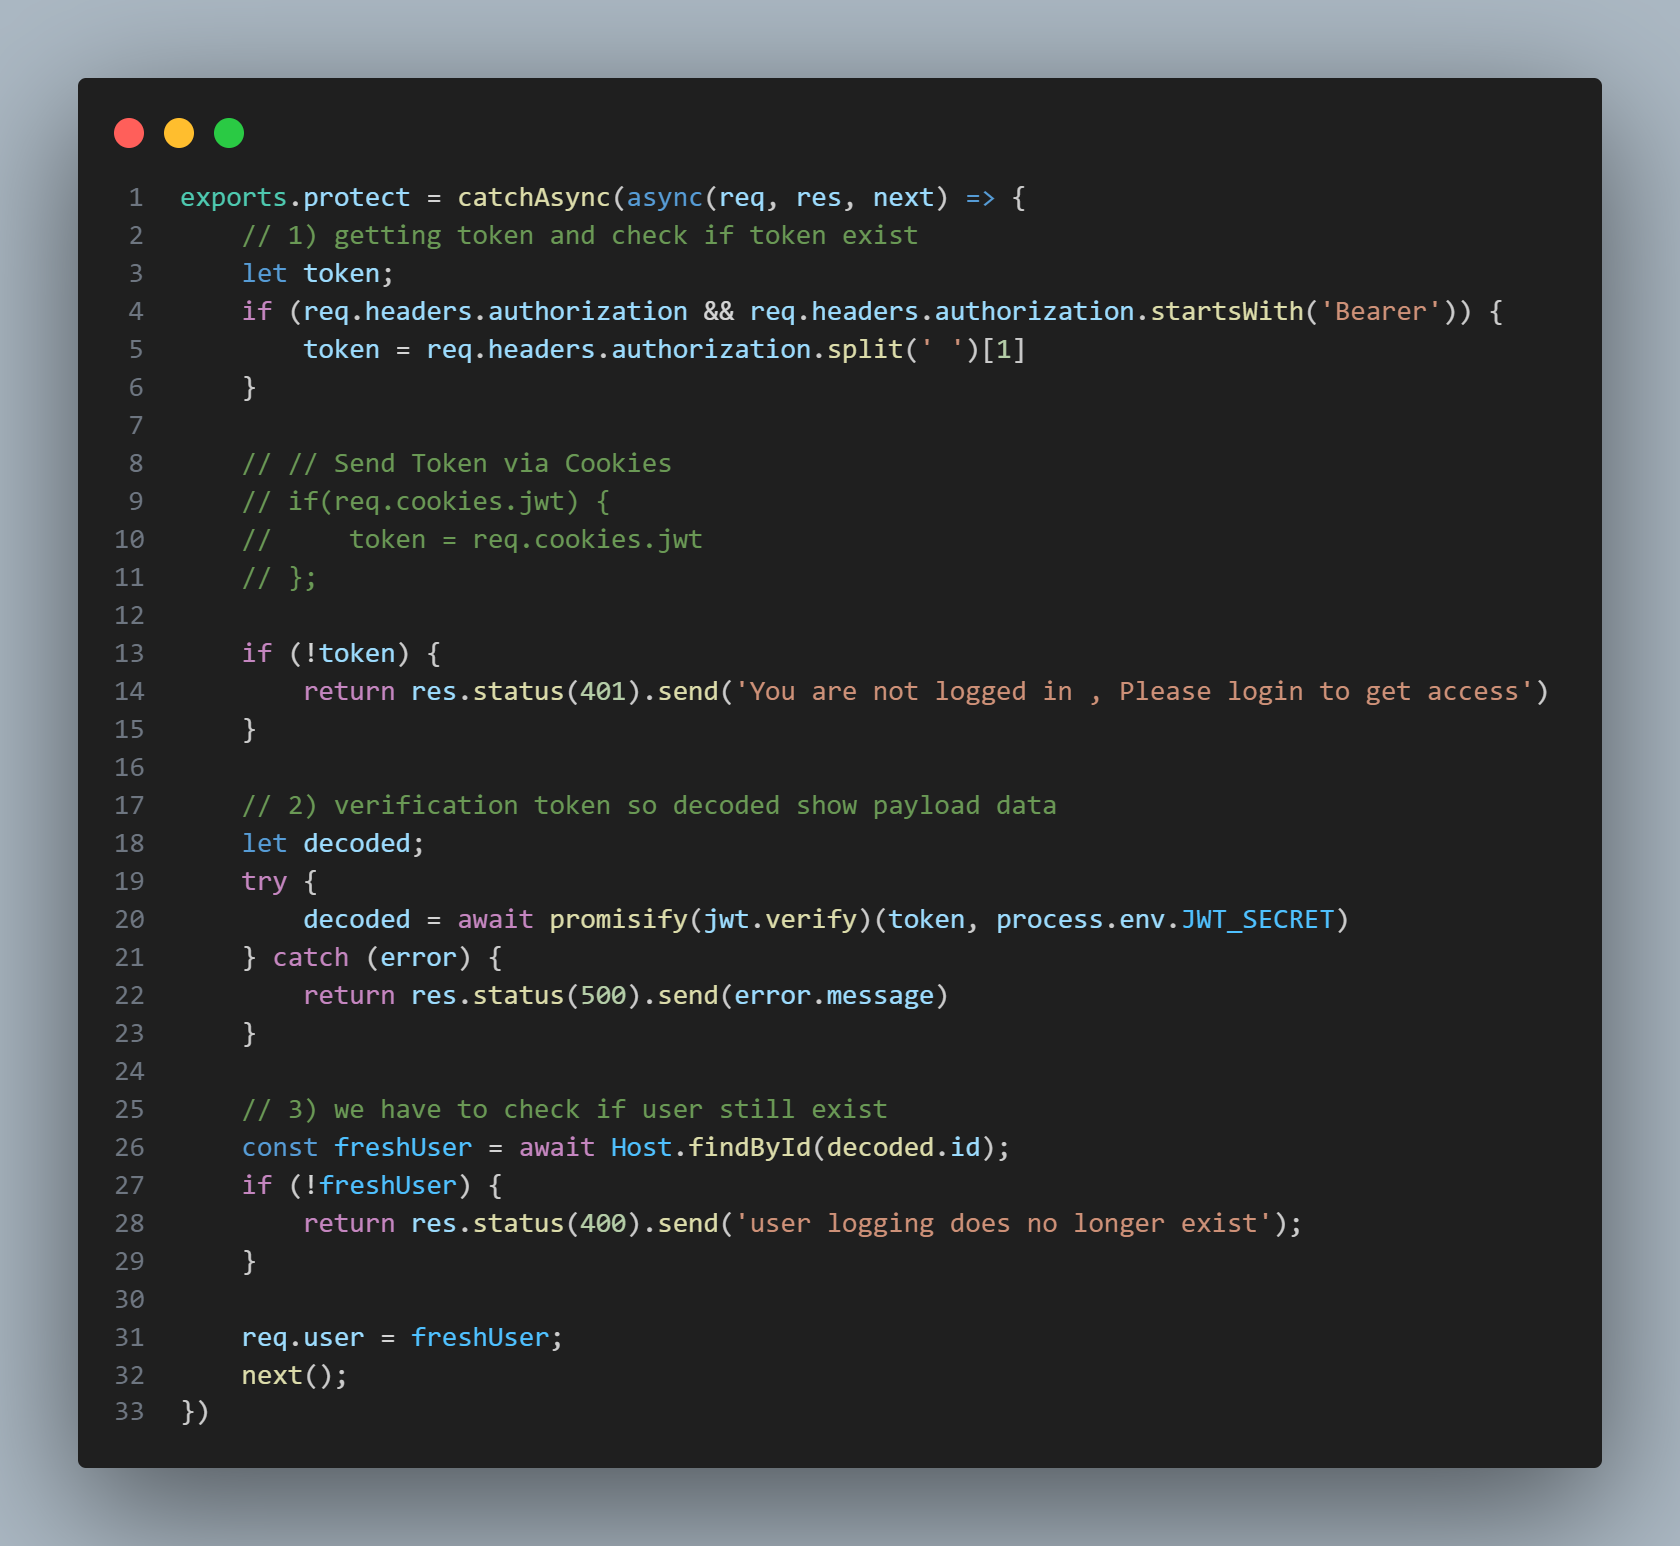 1 exports.protect = catchAsync(async(req, res, next) => {
2     // 1) getting token and check if token exist
3     let token;
4     if (req.headers.authorization && req.headers.authorization.startsWith('Bearer')) {
5         token = req.headers.authorization.split(' ')[1]
6     }
7
8     // // Send Token via Cookies
9     // if(req.cookies.jwt) {
10     //     token = req.cookies.jwt
11     // };
12
13     if (!token) {
14         return res.status(401).send('You are not logged in , Please login to get access')
15     }
16
17     // 2) verification token so decoded show payload data
18     let decoded;
19     try {
20         decoded = await promisify(jwt.verify)(token, process.env.JWT_SECRET)
21     } catch (error) {
22         return res.status(500).send(error.message)
23     }
24
25     // 3) we have to check if user still exist
26     const freshUser = await Host.findById(decoded.id);
27     if (!freshUser) {
28         return res.status(400).send('user logging does no longer exist');
29     }
30
31     req.user = freshUser;
32     next();
33 })